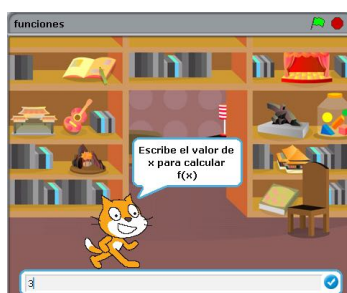 funciones
Escribe el valor de
x para calcular
f(x)
3